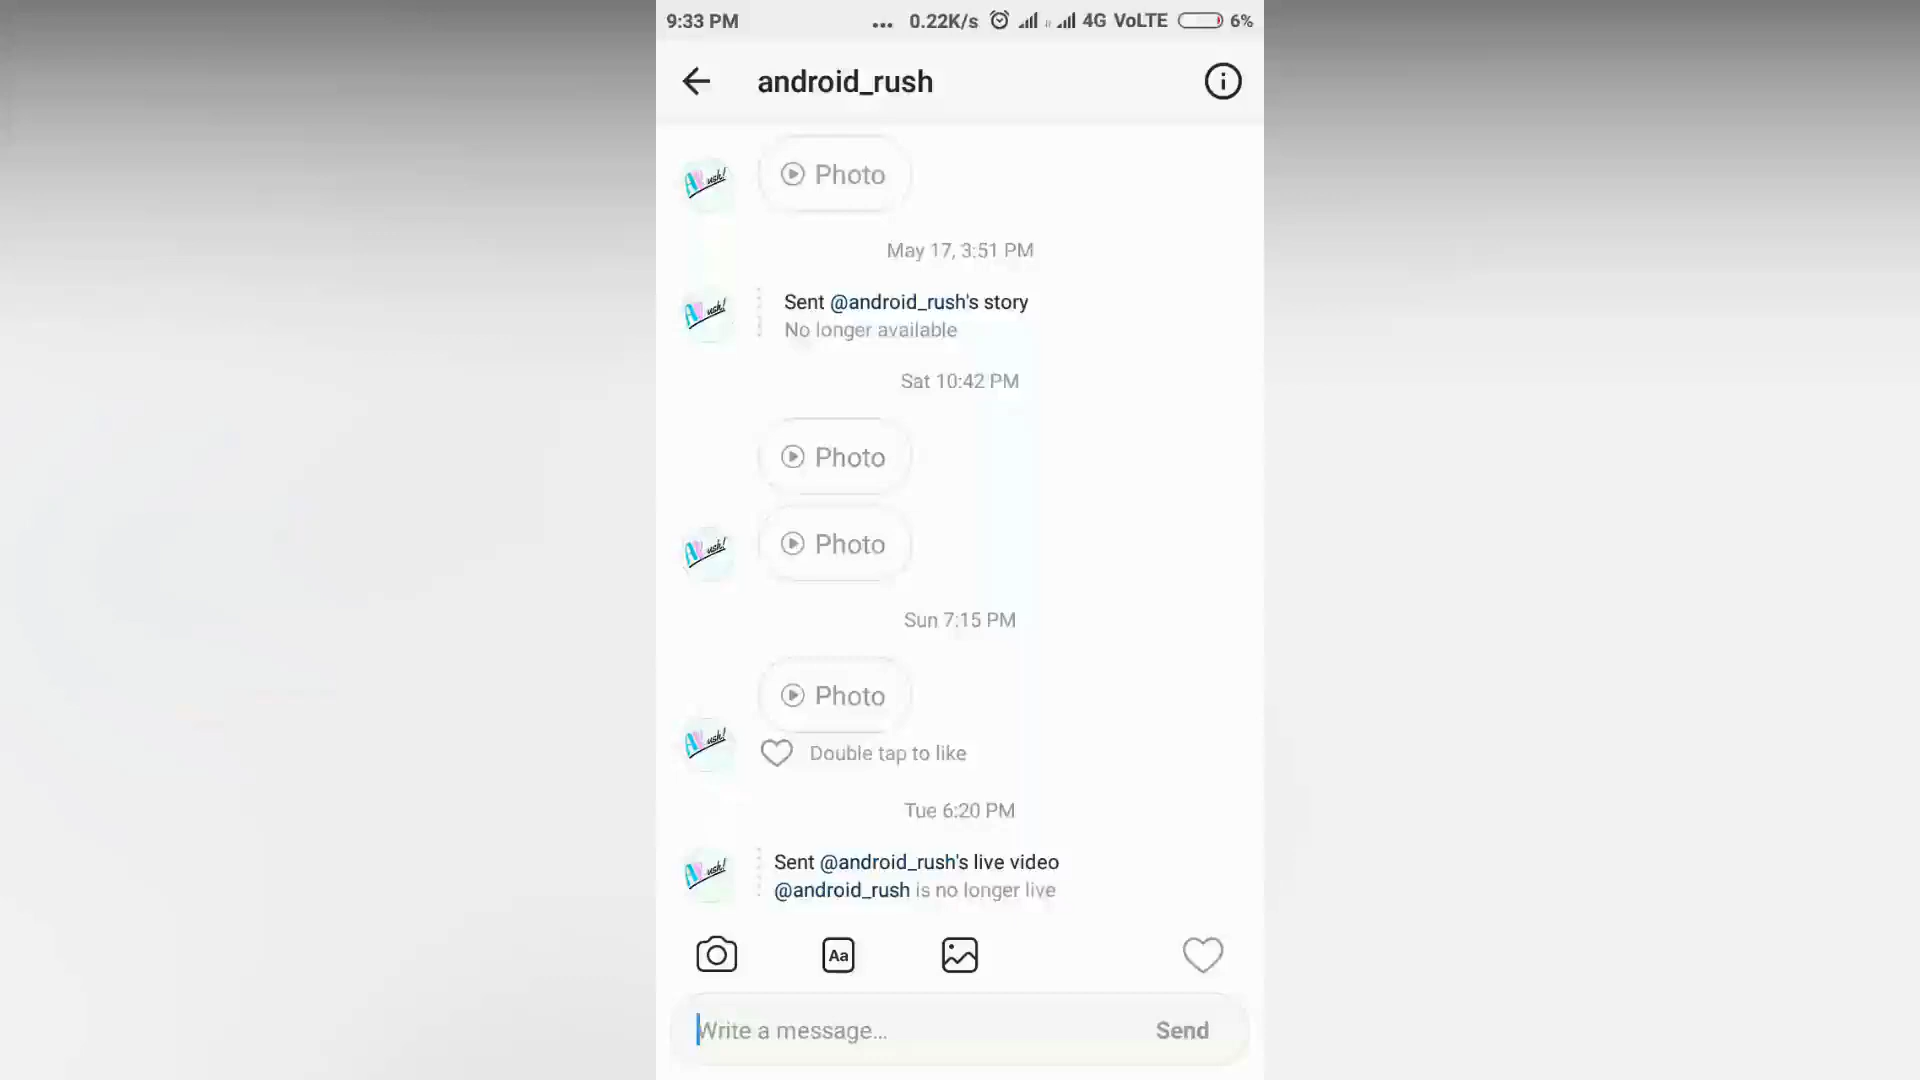 9:33 PM ... 0.22K/s 4G VoLTE 6%
android_rush
Photo
May 17, 3:51 PM
Sent @android_rush's story
No longer available
Sat 10:42 PM
Photo
Photo
Sun 7:15 PM
Photo
Double tap to like
Tue 6:20 PM
Sent @android_rush's live video
@android_rush is no longer live
Aa
Write a message...
Send